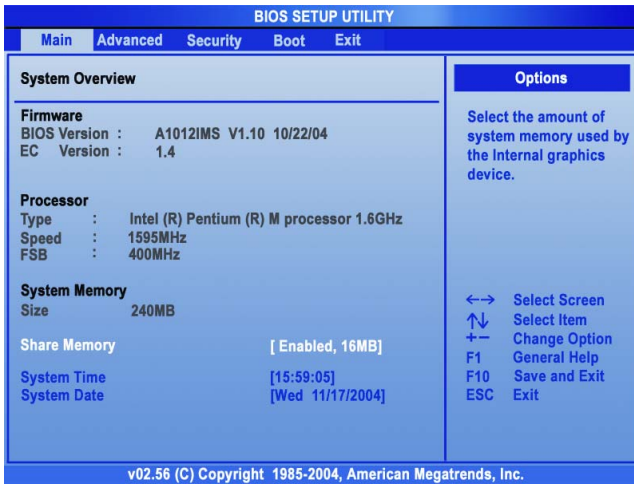 BIOS SETUP UTILITY
Main Advanced Security Boot Exit
System Overview
Firmware
BIOS Version : A1012IMS V1.10 10/22/04
EC Version : 1.4
Processor
Type : Intel (R) Pentium (R) M processor 1.6GHz
Speed : 1595MHz
FSB : 400MHz
System Memory
Size 240MB
Share Memory [ Enabled, 16MB]
System Time [15:59:05]
System Date [Wed 11/17/2004]
Options
Select the amount of
system memory used by
the Internal graphics
device.
←→ Select Screen
↑↓ Select Item
+− Change Option
F1 General Help
F10 Save and Exit
ESC Exit
v02.56 (C) Copyright 1985-2004, American Megatrends, Inc.